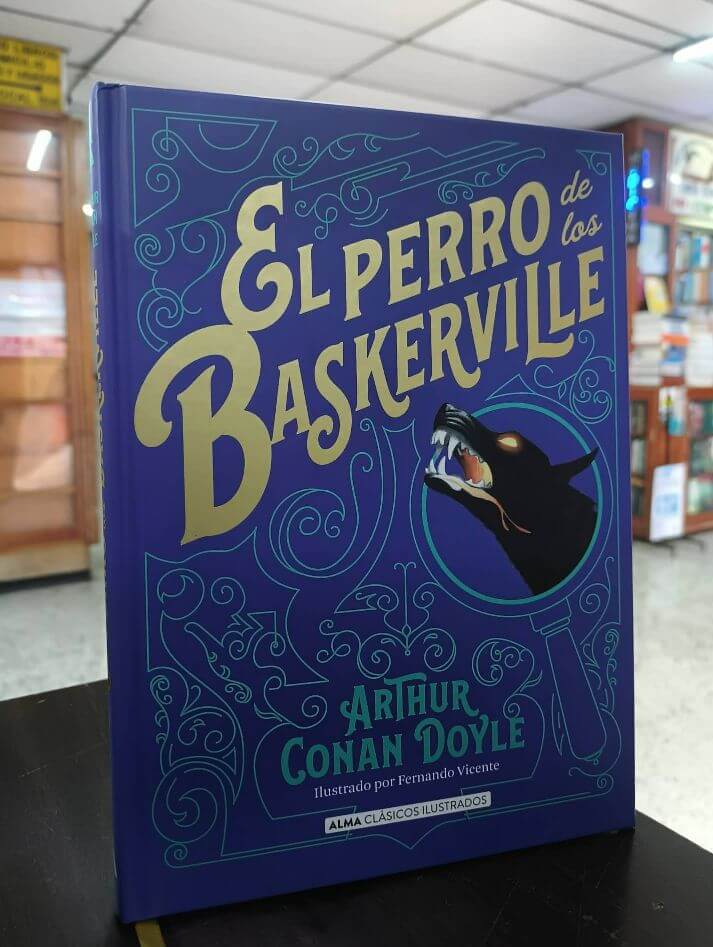 EL PERRO de los
BASKERVILLE
ARTHUR
CONAN DOYLE
Ilustrado por Fernando Vicente
ALMA CLÁSICOS ILUSTRADOS